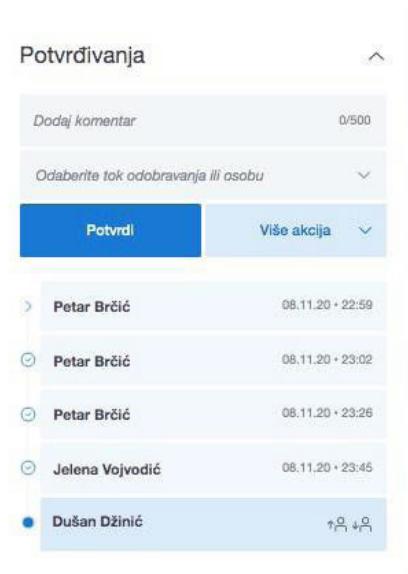 Potvrđivanja
Dodaj komentar 0/500
Odaberite tok odobravanja ili osobu
Potvrdi Više akcija
Petar Brčić 08.11.20 • 22:59
Petar Brčić 08.11.20 • 23:02
Petar Brčić 08.11.20 • 23:26
Jelena Vojvodić 08.11.20 • 23:45
Dušan Džinić